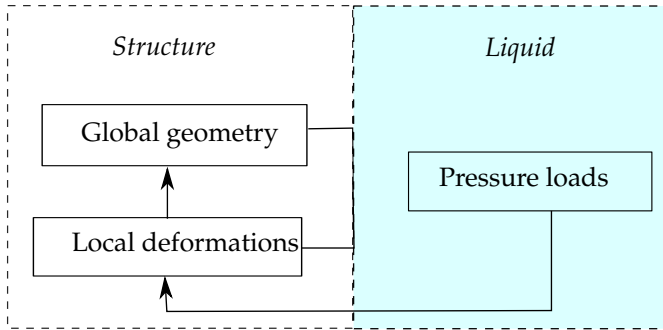 Structure
Liquid
Global geometry
Pressure loads
Local deformations